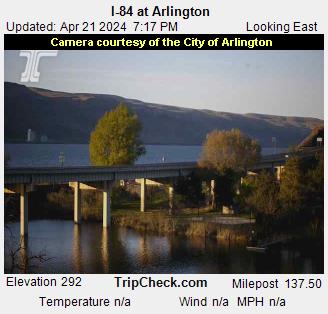 I-84 at Arlington
Updated: Apr 21 2024 7:17 PM Looking East
Camera courtesy of the City of Arlington
Elevation 292 TripCheck.com Milepost 137.50
Temperature n/a Wind n/a MPH n/a